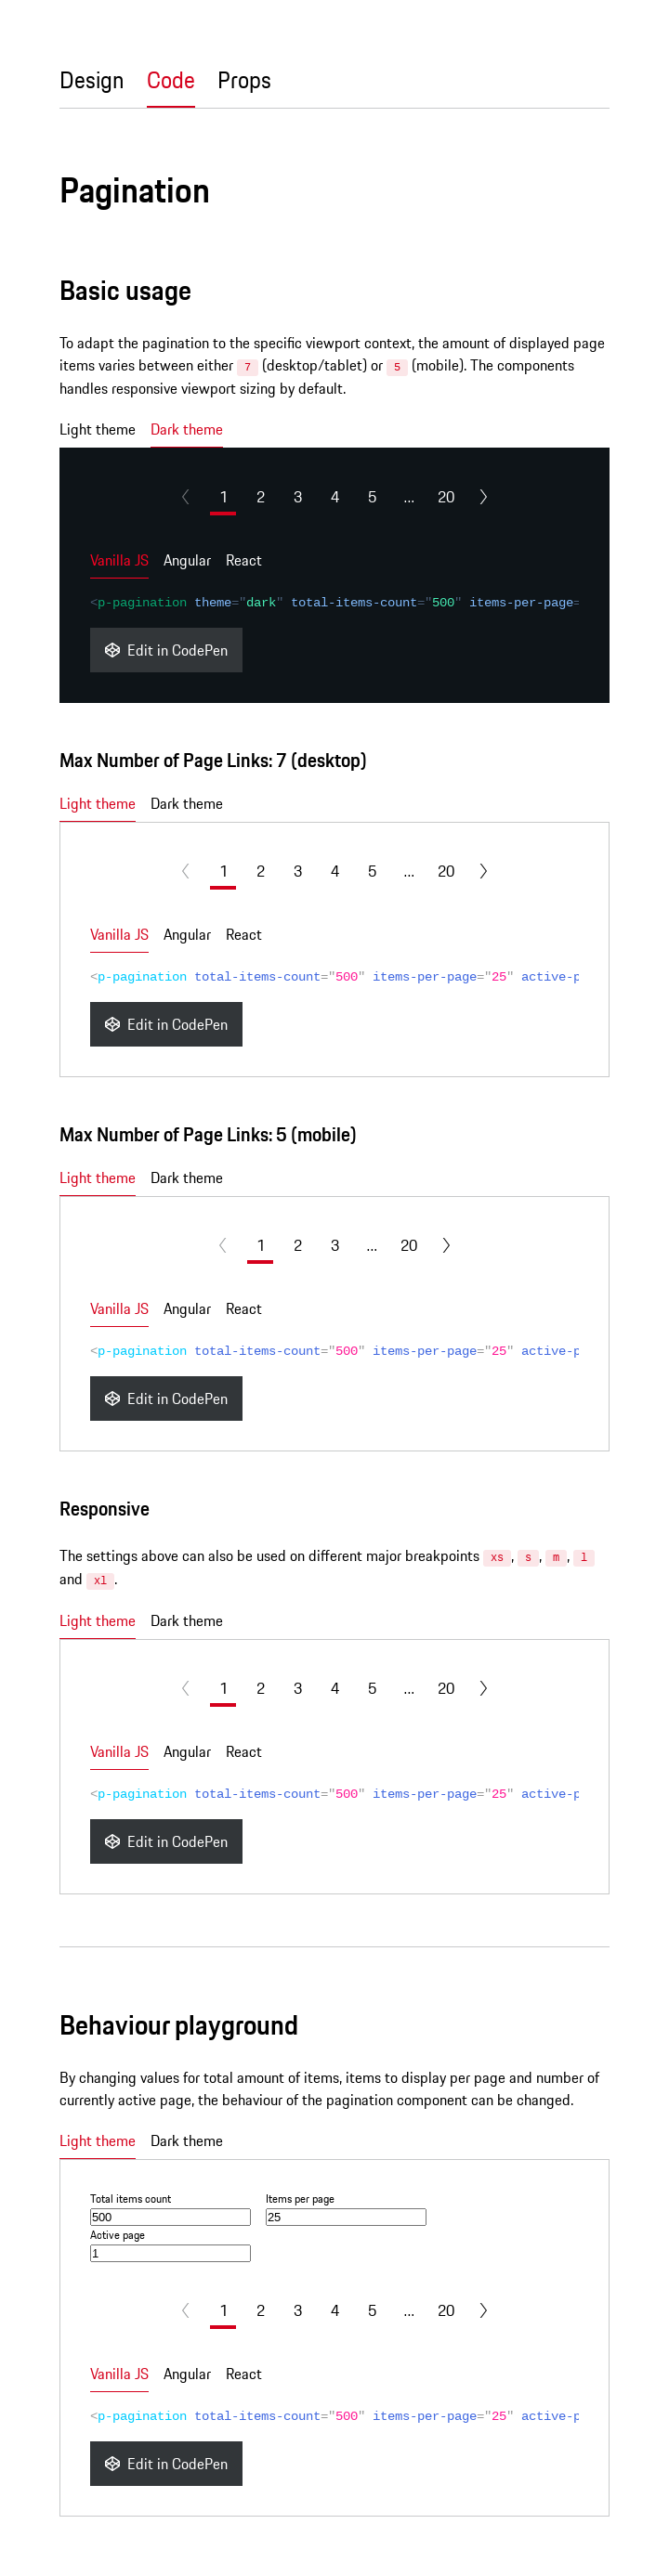 Design Code Props
Pagination
Basic usage
To adapt the pagination to the specific viewport context, the amount of displayed page
items varies between either 7 (desktop/tablet) or 5 (mobile). The components
handles responsive viewport sizing by default.
Light theme Dark theme
1 2 3 4 5 ... 20
Vanilla JS Angular React
<p-pagination theme="dark" total-items-count="500" items-per-page=
Edit in CodePen
Max Number of Page Links: 7 (desktop)
Light theme Dark theme
1 2 3 4 5 ... 20
Vanilla JS Angular React
<p-pagination total-items-count="500" items-per-page="25" active-p
Edit in CodePen
Max Number of Page Links: 5 (mobile)
Light theme Dark theme
1 2 3 ... 20
Vanilla JS Angular React
<p-pagination total-items-count="500" items-per-page="25" active-p
Edit in CodePen
Responsive
The settings above can also be used on different major breakpoints xs, s, m, l
and xl.
Light theme Dark theme
1 2 3 4 5 ... 20
Vanilla JS Angular React
<p-pagination total-items-count="500" items-per-page="25" active-p
Edit in CodePen
Behaviour playground
By changing values for total amount of items, items to display per page and number of
currently active page, the behaviour of the pagination component can be changed.
Light theme Dark theme
Total items count Items per page
500 25
Active page
1
1 2 3 4 5 ... 20
Vanilla JS Angular React
<p-pagination total-items-count="500" items-per-page="25" active-p
Edit in CodePen